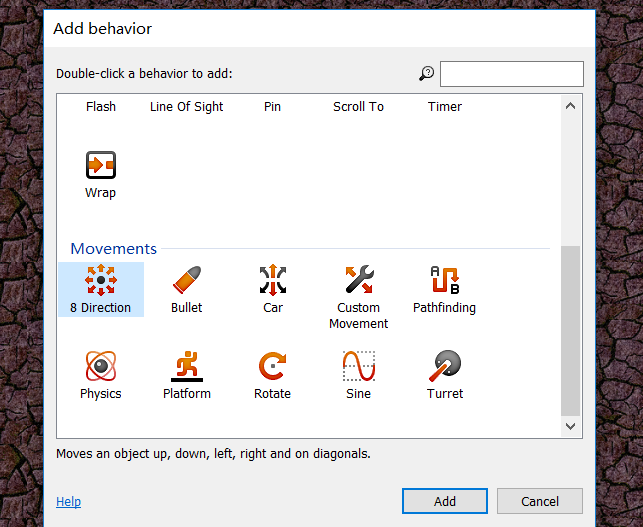 Add behavior
Double-click a behavior to add:
Flash Line Of Sight Pin Scroll To Timer
Wrap
Movements
A B
8 Direction Bullet Car Custom Movement Pathfinding
Physics Platform Rotate Sine Turret
Moves an object up, down, left, right and on diagonals.
Help Add Cancel